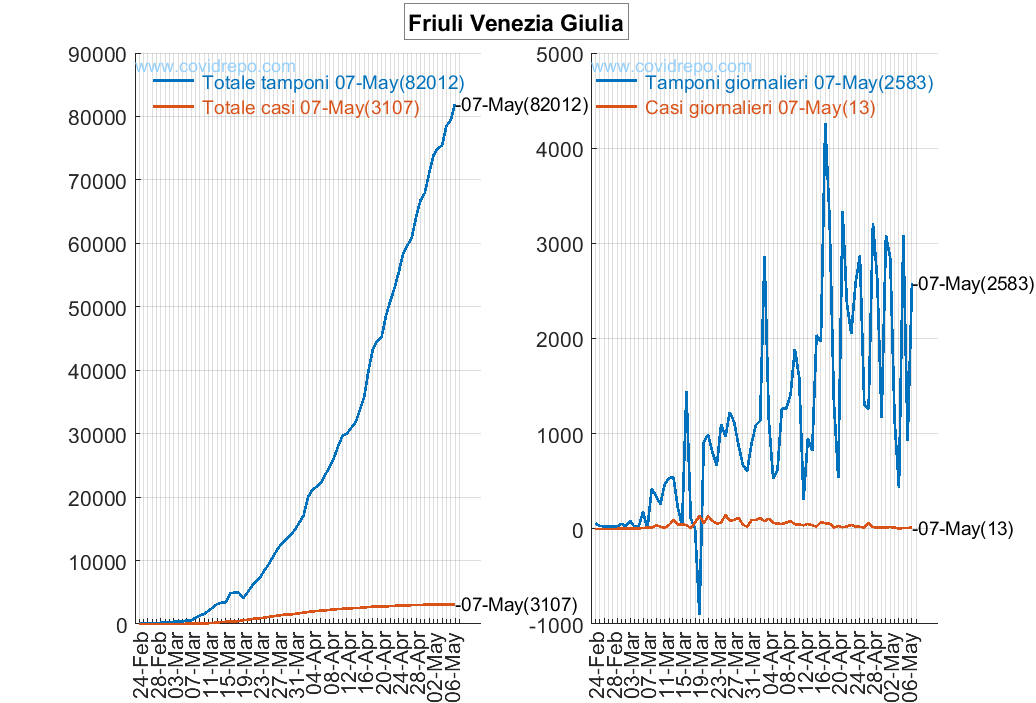 Friuli Venezia Giulia
www.covidrepo.com
Totale tamponi 07-May(82012)
Totale casi 07-May(3107)
90000
80000
70000
60000
50000
40000
30000
20000
10000
0
-07-May(82012)
-07-May(3107)
24-Feb
28-Feb
03-Mar
07-Mar
11-Mar
15-Mar
19-Mar
23-Mar
27-Mar
31-Mar
04-Apr
08-Apr
12-Apr
16-Apr
20-Apr
24-Apr
28-Apr
02-May
06-May
www.covidrepo.com
Tamponi giornalieri 07-May(2583)
Casi giornalieri 07-May(13)
5000
4000
3000
2000
1000
0
-1000
-07-May(2583)
-07-May(13)
24-Feb
28-Feb
03-Mar
07-Mar
11-Mar
15-Mar
19-Mar
23-Mar
27-Mar
31-Mar
04-Apr
08-Apr
12-Apr
16-Apr
20-Apr
24-Apr
28-Apr
02-May
06-May